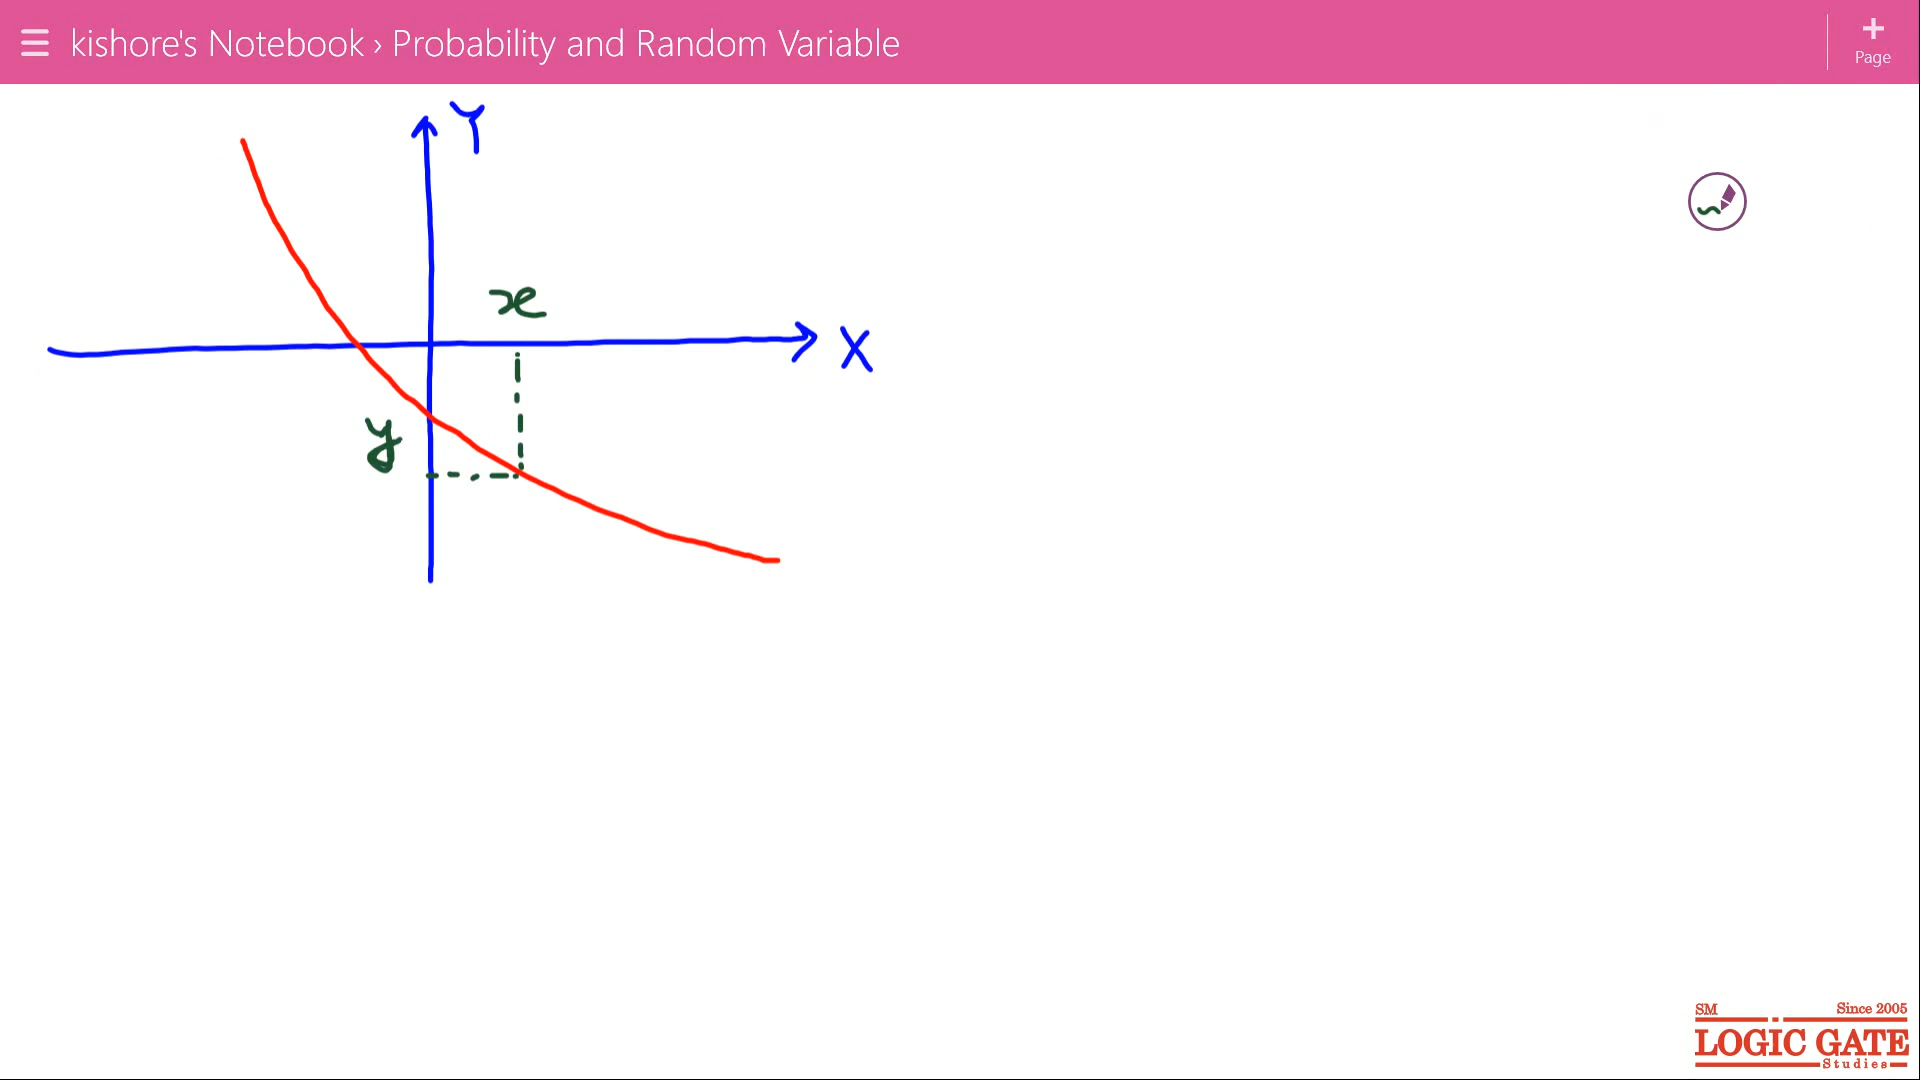 kishore's Notebook › Probability and Random Variable
+
Page
Y
x
X
y
SM Since 2005
LOGIC GATE
Studies